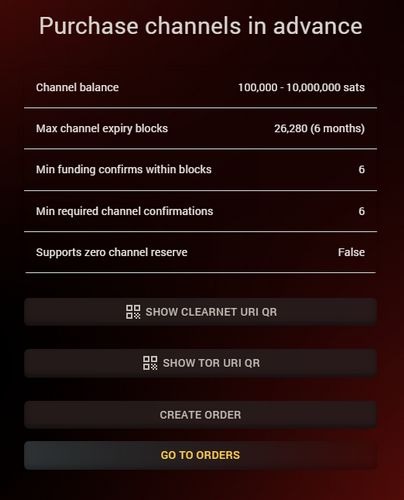 Purchase channels in advance
Channel balance 100,000 - 10,000,000 sats
Max channel expiry blocks 26,280 (6 months)
Min funding confirms within blocks 6
Min required channel confirmations 6
Supports zero channel reserve False
SHOW CLEARNET URI QR
SHOW TOR URI QR
CREATE ORDER
GO TO ORDERS